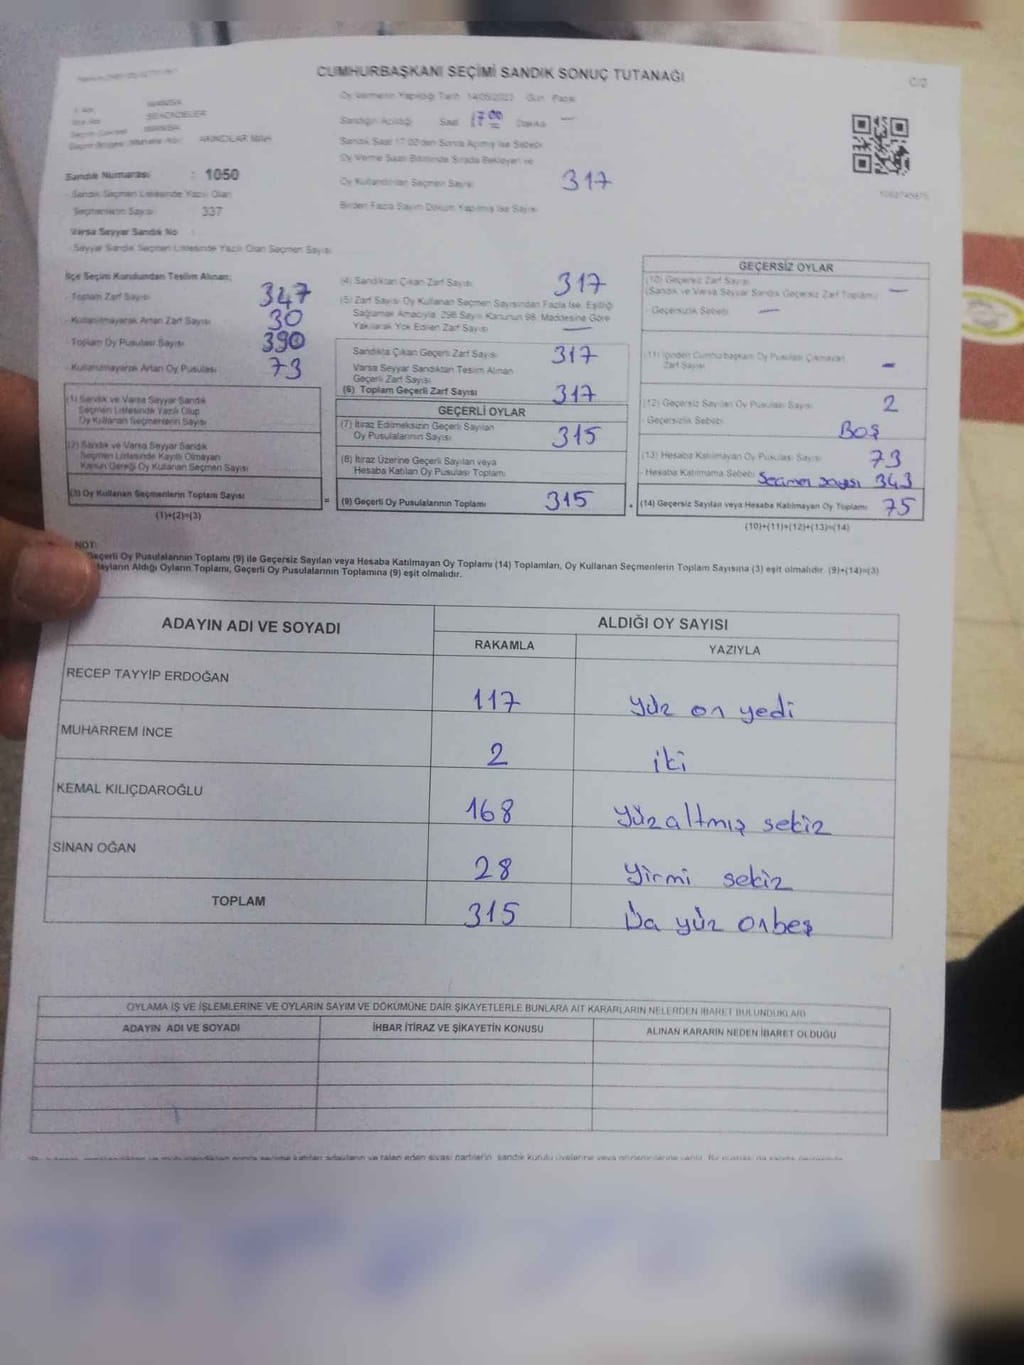 CUMHURBAŞKANI SEÇİMİ SANDIK SONUÇ TUTANAĞI
C/2
Oy Vermenin Yapıldığı Tarih 14/05/2023 Gün Pazar
MANİSA
ŞEHZADELER
MANİSA
AKINCILAR MAH
Sandığın Açıldığı Saat 17.00 Dakika —
Sandık Saat 17.00'den Sonra Açılmış İse Sebebi
Oy Verme Saati Bitiminde Sırada Bekleyen ve
Oy Kullandırılan Seçmen Sayısı 317
Birden Fazla Sayım Döküm Yapılmış İse Sayısı
Sandık Numarası : 1050
- Sandık Seçmen Listesinde Yazılı Olan
Seçmenlerin Sayısı 337
Varsa Seyyar Sandık No
- Seyyar Sandık Seçmen Listesinde Yazılı Olan Seçmen Sayısı
İlçe Seçim Kurulundan Teslim Alınan;
- Toplam Zarf Sayısı 347
- Kullanılmayarak Artan Zarf Sayısı 30
- Toplam Oy Pusulası Sayısı 390
- Kullanılmayarak Artan Oy Pusulası 73
(1) Sandık ve Varsa Seyyar Sandık
Seçmen Listesinde Yazılı Olup
Oy Kullanan Seçmenlerin Sayısı
(2) Sandık ve Varsa Seyyar Sandık
Seçmen Listesinde Kayıtlı Olmayan
Kanun Gereği Oy Kullanan Seçmen Sayısı
(3) Oy Kullanan Seçmenlerin Toplam Sayısı =
(1)+(2)=(3)
(4) Sandıktan Çıkan Zarf Sayısı 317
(5) Zarf Sayısı Oy Kullanan Seçmen Sayısından Fazla İse, Eşitliği
Sağlamak Amacıyla, 298 Sayılı Kanunun 98. Maddesine Göre
Yakılarak Yok Edilen Zarf Sayısı —
Sandıkta Çıkan Geçerli Zarf Sayısı 317
Varsa Seyyar Sandıktan Teslim Alınan
Geçerli Zarf Sayısı
(6) Toplam Geçerli Zarf Sayısı 317
GEÇERLİ OYLAR
(7) İtiraz Edilmeksizin Geçerli Sayılan
Oy Pusulalarının Sayısı 315
(8) İtiraz Üzerine Geçerli Sayılan veya
Hesaba Katılan Oy Pusulası Toplamı
(9) Geçerli Oy Pusulalarının Toplamı 315
GEÇERSİZ OYLAR
(10) Geçersiz Zarf Sayısı
(Sandık ve Varsa Seyyar Sandık Geçersiz Zarf Toplamı) —
- Geçersizlik Sebebi —
(11) İçinden Cumhurbaşkanı Oy Pusulası Çıkmayan
Zarf Sayısı -
(12) Geçersiz Sayılan Oy Pusulası Sayısı 2
- Geçersizlik Sebebi BOŞ
(13) Hesaba Katılmayan Oy Pusulası Sayısı 73
- Hesaba Katılmama Sebebi Seçmen sayısı 343
(14) Geçersiz Sayılan veya Hesaba Katılmayan Oy Toplamı 75
(10)+(11)+(12)+(13)=(14)
NOT:
Geçerli Oy Pusulalarının Toplamı (9) ile Geçersiz Sayılan veya Hesaba Katılmayan Oy Toplamı (14) Toplamları, Oy Kullanan Seçmenlerin Toplam Sayısına (3) eşit olmalıdır. (9)+(14)=(3)
Aldığı Oyların Toplamı, Geçerli Oy Pusulalarının Toplamına (9) eşit olmalıdır.
ADAYIN ADI VE SOYADI
ALDIĞI OY SAYISI
RAKAMLA YAZIYLA
RECEP TAYYİP ERDOĞAN 117 yüz on yedi
MUHARREM İNCE 2 iki
KEMAL KILIÇDAROĞLU 168 yüz altmış sekiz
SİNAN OĞAN 28 yirmi sekiz
TOPLAM 315 Üç yüz onbeş
OYLAMA İŞ VE İŞLEMLERİNE VE OYLARIN SAYIM VE DÖKÜMÜNE DAİR ŞİKAYETLERLE BUNLARA AİT KARARLARIN NELERDEN İBARET BULUNDUKLARI
ADAYIN ADI VE SOYADI İHBAR İTİRAZ VE ŞİKAYETİN KONUSU ALINAN KARARIN NEDEN İBARET OLDUĞU